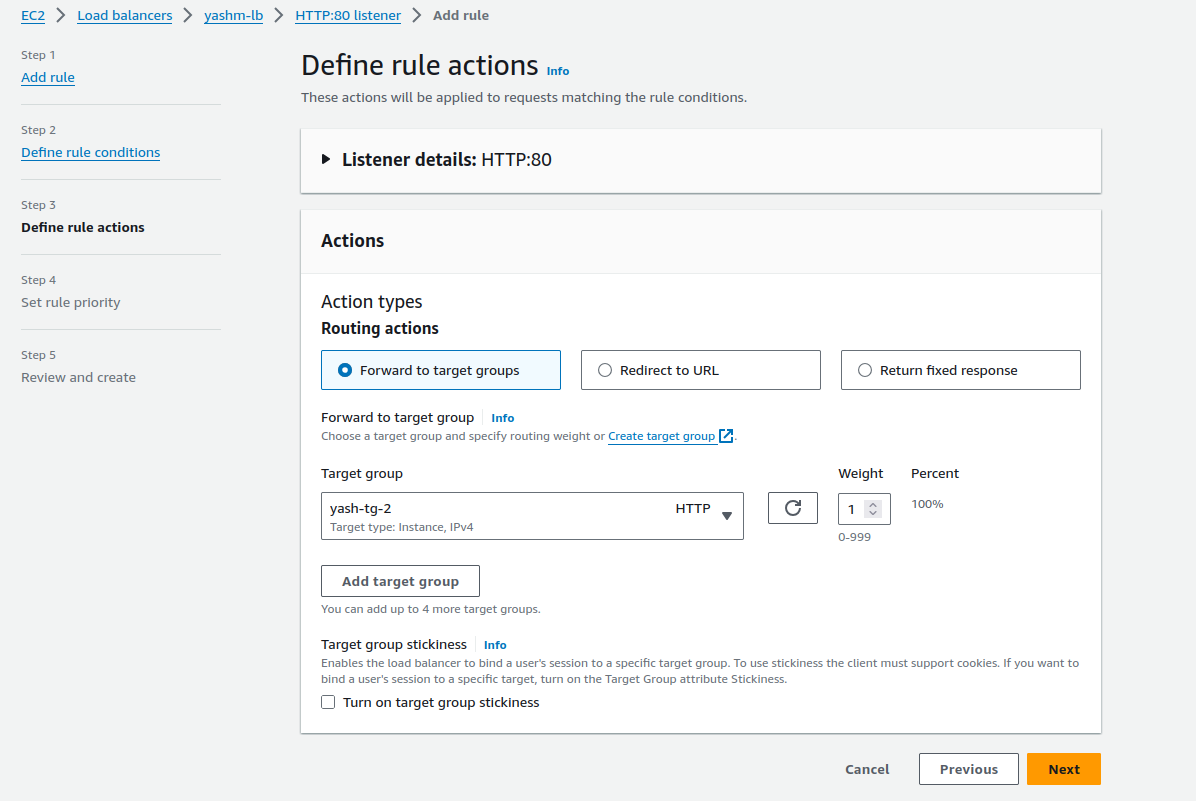 EC2 > Load balancers > yashm-lb > HTTP:80 listener > Add rule
Step 1
Add rule
Step 2
Define rule conditions
Step 3
Define rule actions
Step 4
Set rule priority
Step 5
Review and create
Define rule actions Info
These actions will be applied to requests matching the rule conditions.
Listener details: HTTP:80
Actions
Action types
Routing actions
Forward to target groups
Redirect to URL
Return fixed response
Forward to target group Info
Choose a target group and specify routing weight or Create target group.
Target group
Weight
Percent
yash-tg-2
HTTP
Target type: Instance, IPv4
1
100%
0-999
Add target group
You can add up to 4 more target groups.
Target group stickiness Info
Enables the load balancer to bind a user's session to a specific target group. To use stickiness the client must support cookies. If you want to
bind a user's session to a specific target, turn on the Target Group attribute Stickiness.
Turn on target group stickiness
Cancel
Previous
Next